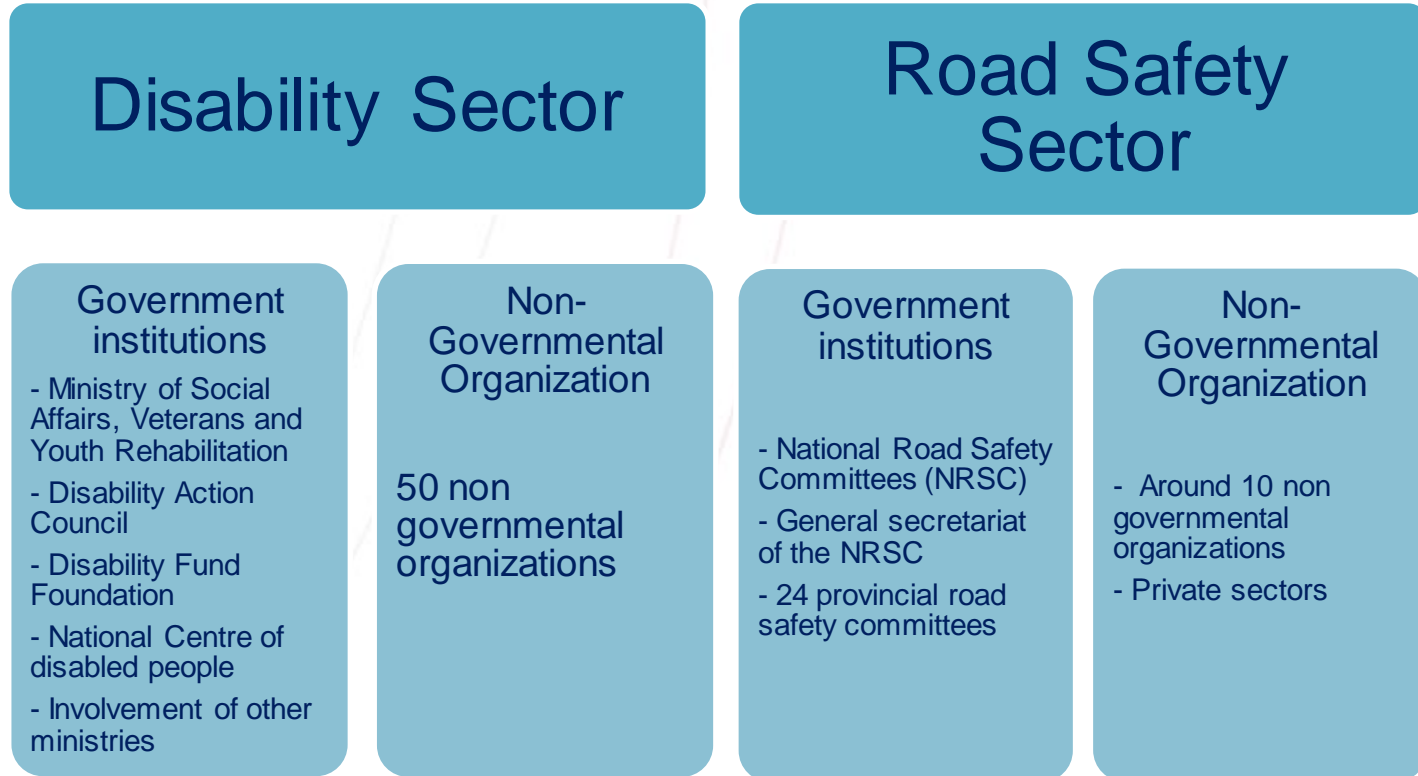 Disability Sector
Road Safety
Sector
Government
institutions
- Ministry of Social
Affairs, Veterans and
Youth Rehabilitation
- Disability Action
Council
- Disability Fund
Foundation
- National Centre of
disabled people
- Involvement of other
ministries
Non-
Governmental
Organization
50 non
governmental
organizations
Government
institutions
- National Road Safety
Committees (NRSC)
- General secretariat
of the NRSC
- 24 provincial road
safety committees
Non-
Governmental
Organization
- Around 10 non
governmental
organizations
- Private sectors